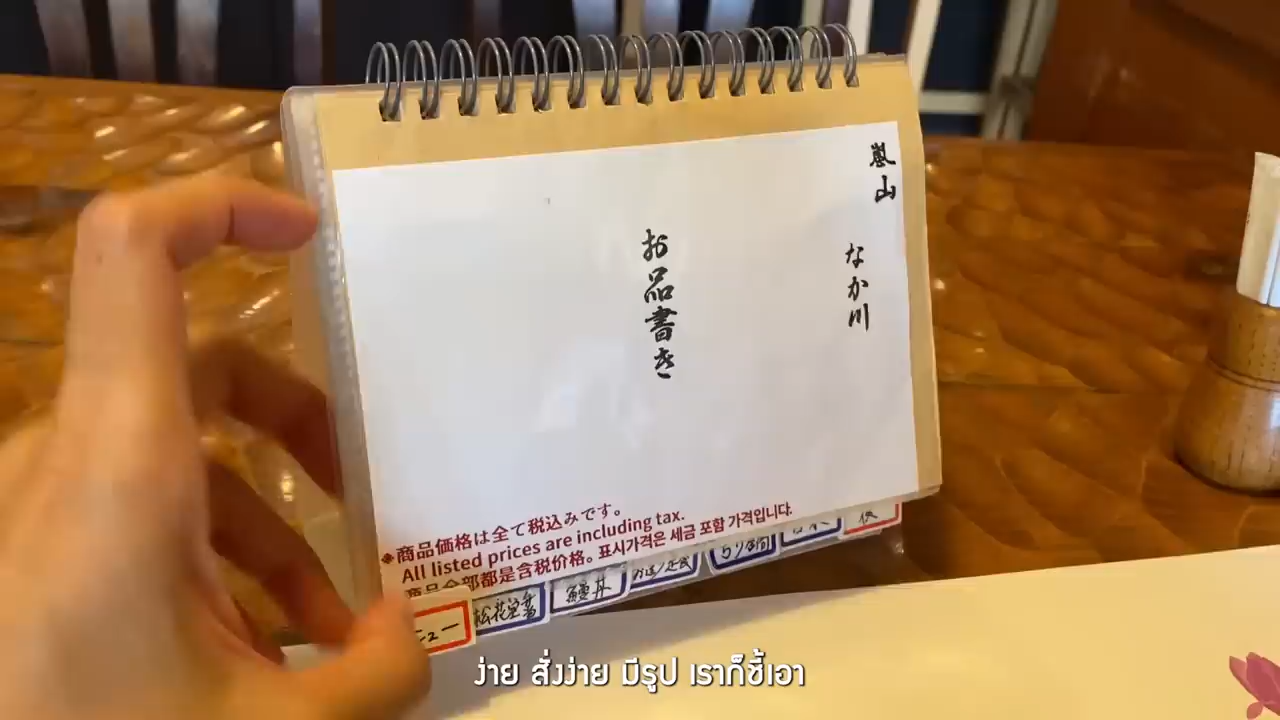 嵐山
なか川
お品書き
※商品価格は全て税込みです。
All listed prices are including tax.
商品全部都是含税价格。표시가격은 세금 포함 가격입니다.
ニュー
松花堂
鰻丼
ง่าย สั่งง่าย มีรูป เราก็ชี้เอา